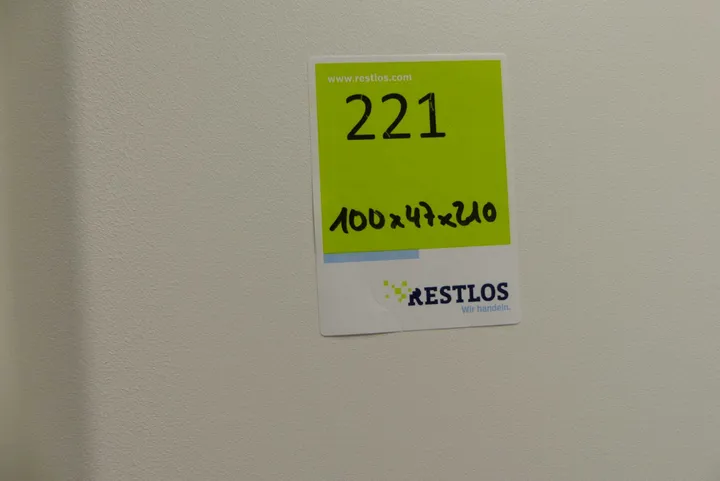 www.restlos.com
221
100x47x210
RESTLOS
Wir handeln.